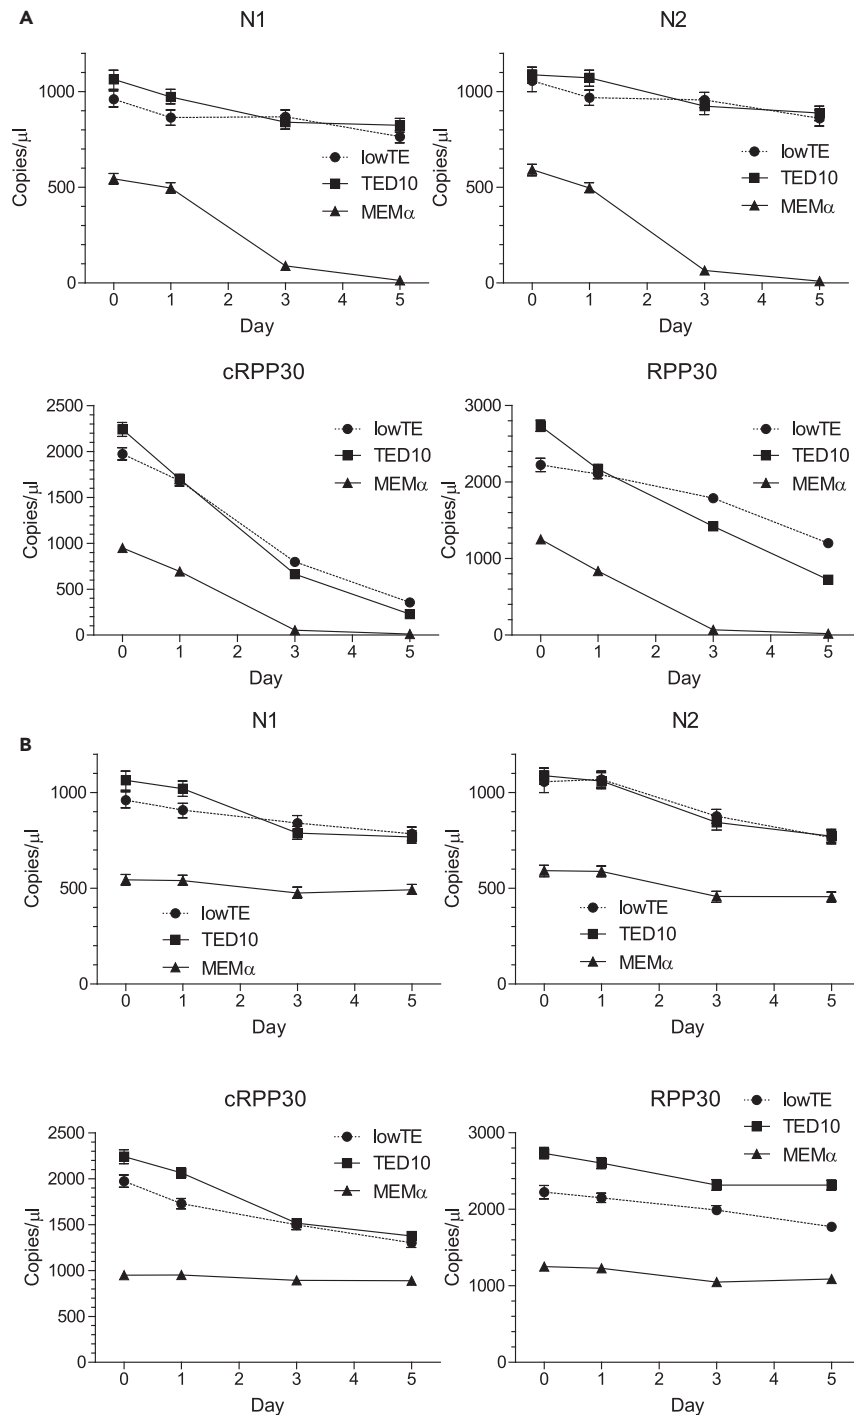 A
N1
Copies/μl
1000
500
0
lowTE
TED10
MEMα
0 1 2 3 4 5
Day
N2
Copies/μl
1000
500
0
lowTE
TED10
MEMα
0 1 2 3 4 5
Day
cRPP30
Copies/μl
2500
2000
1500
1000
500
0
lowTE
TED10
MEMα
0 1 2 3 4 5
Day
RPP30
Copies/μl
3000
2000
1000
0
lowTE
TED10
MEMα
0 1 2 3 4 5
Day
B
N1
Copies/μl
1000
500
0
lowTE
TED10
MEMα
0 1 2 3 4 5
Day
N2
Copies/μl
1000
500
0
lowTE
TED10
MEMα
0 1 2 3 4 5
Day
cRPP30
Copies/μl
2500
2000
1500
1000
500
0
lowTE
TED10
MEMα
0 1 2 3 4 5
Day
RPP30
Copies/μl
3000
2000
1000
0
lowTE
TED10
MEMα
0 1 2 3 4 5
Day